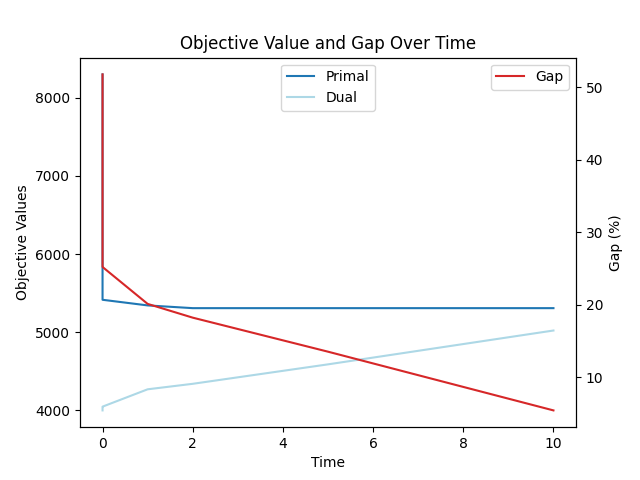 Objective Value and Gap Over Time
Primal
Dual
Gap
Objective Values
8000
7000
6000
5000
4000
50
40
30
20
10
Gap (%)
0
2
4
6
8
10
Time